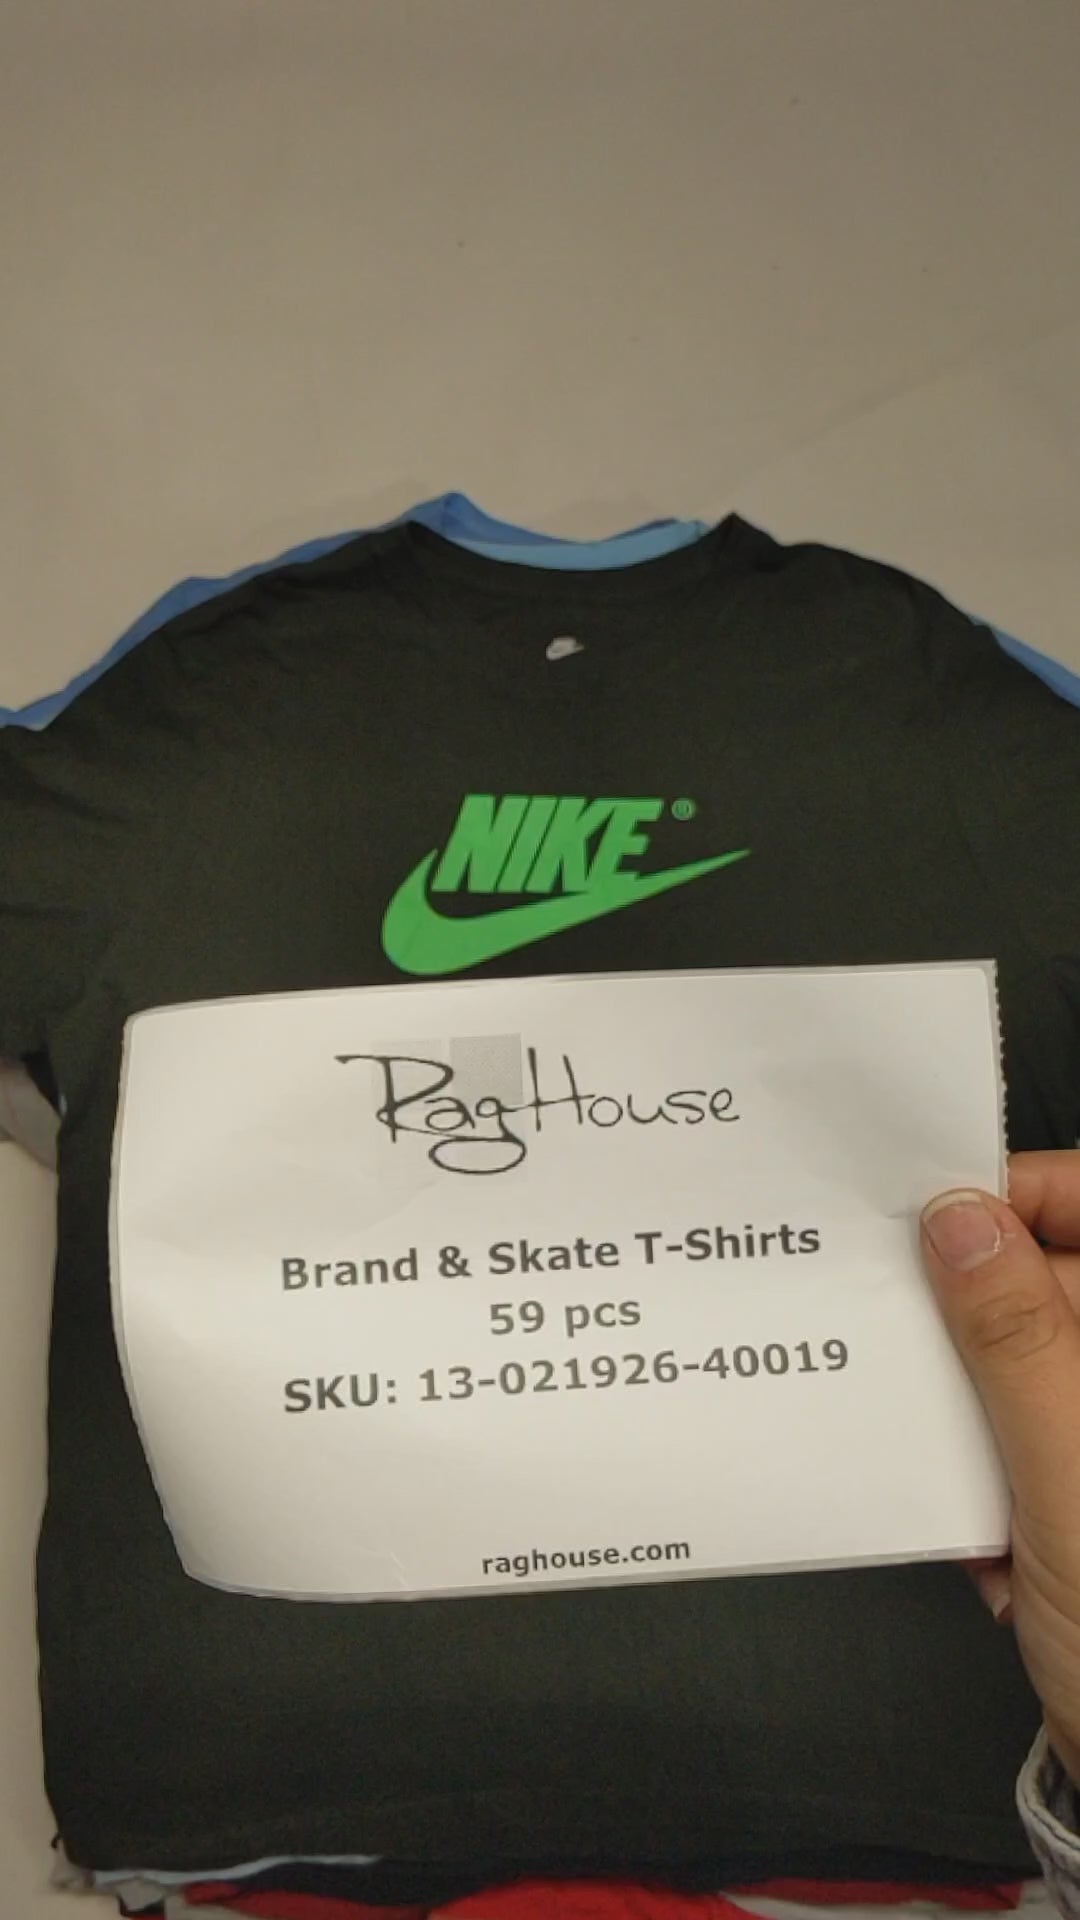 NIKE®
RagHouse
Brand & Skate T-Shirts
59 pcs
SKU: 13-021926-40019
raghouse.com